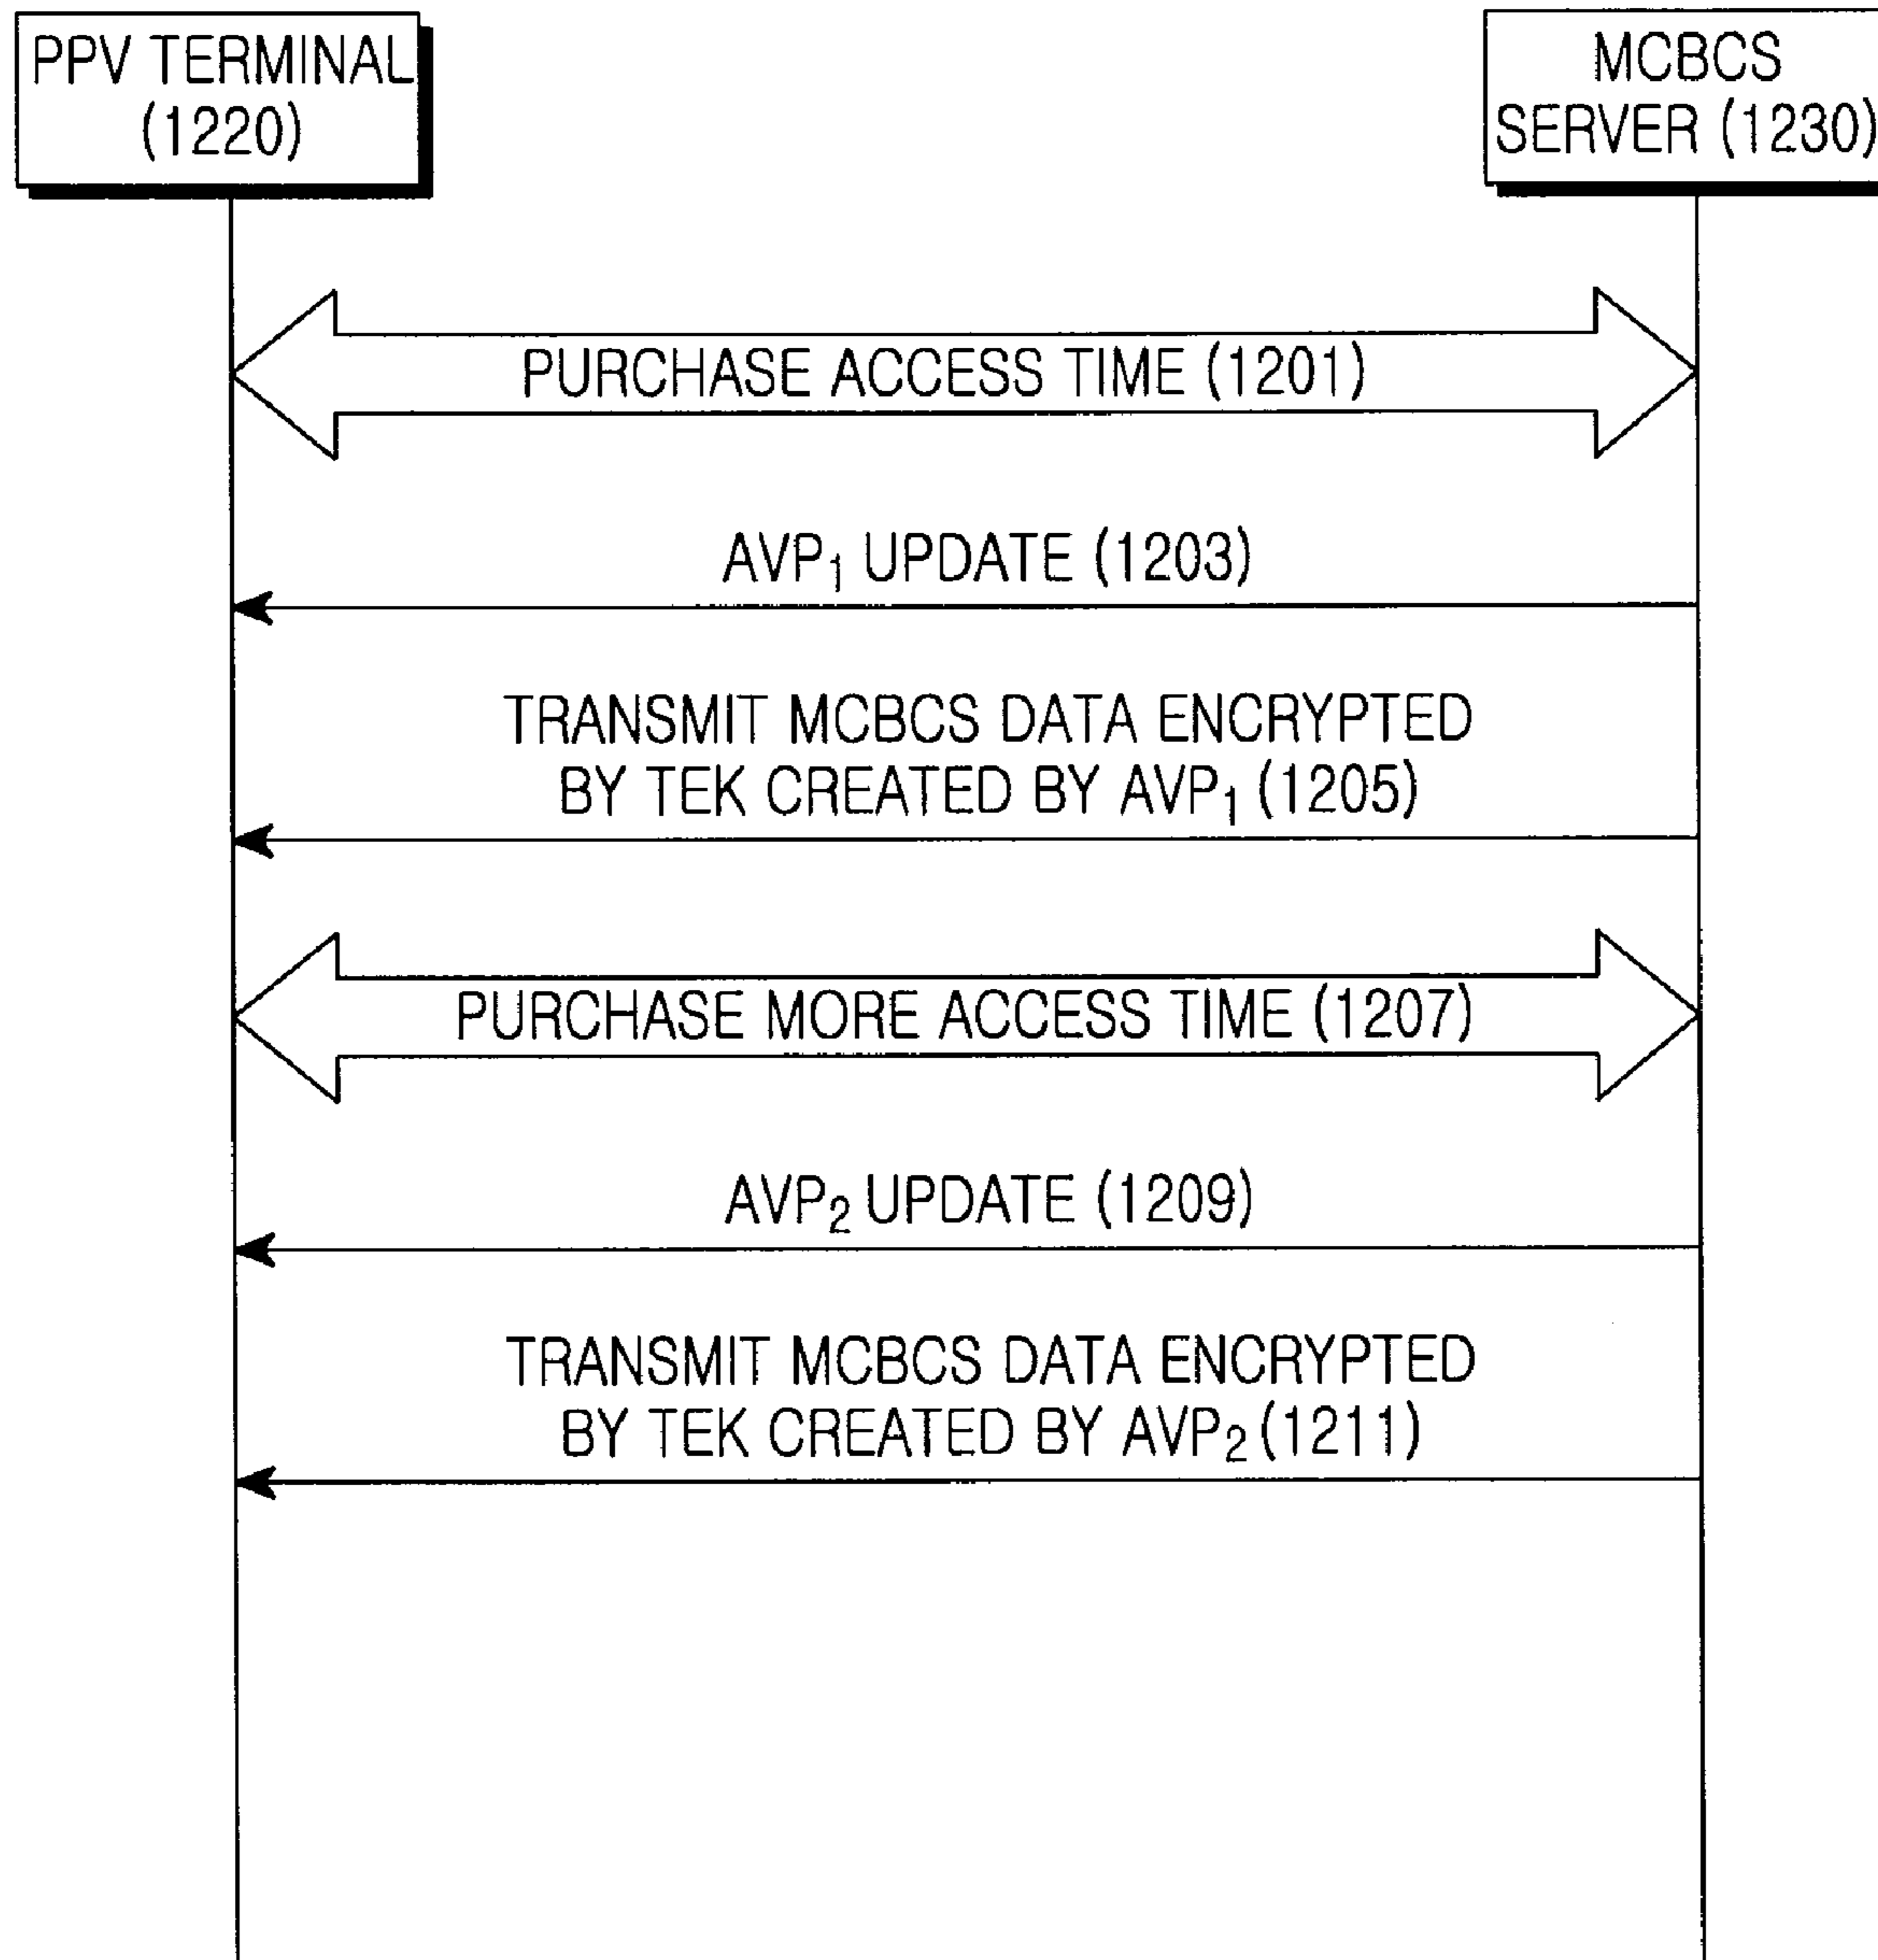 PPV TERMINAL
(1220)
MCBCS
SERVER (1230)
PURCHASE ACCESS TIME (1201)
AVP₁ UPDATE (1203)
TRANSMIT MCBCS DATA ENCRYPTED
BY TEK CREATED BY AVP₁ (1205)
PURCHASE MORE ACCESS TIME (1207)
AVP₂ UPDATE (1209)
TRANSMIT MCBCS DATA ENCRYPTED
BY TEK CREATED BY AVP₂ (1211)